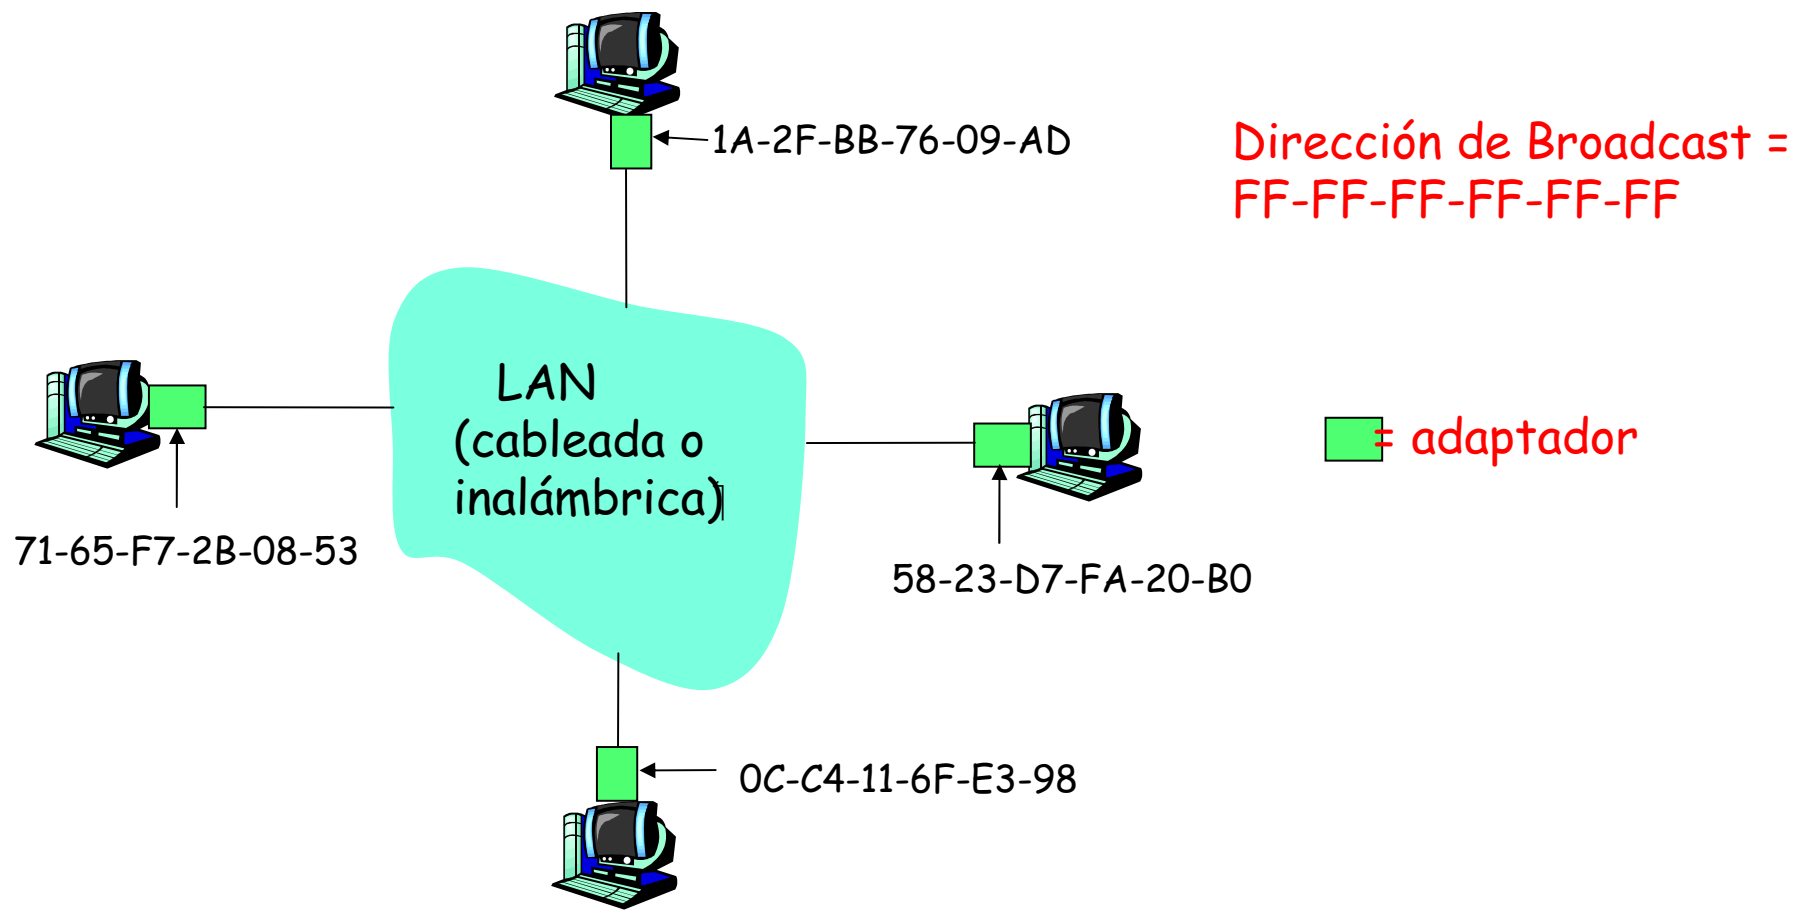 1A-2F-BB-76-09-AD
Dirección de Broadcast =
FF-FF-FF-FF-FF-FF
LAN
(cableada o
inalámbrica)
= adaptador
71-65-F7-2B-08-53
58-23-D7-FA-20-B0
0C-C4-11-6F-E3-98